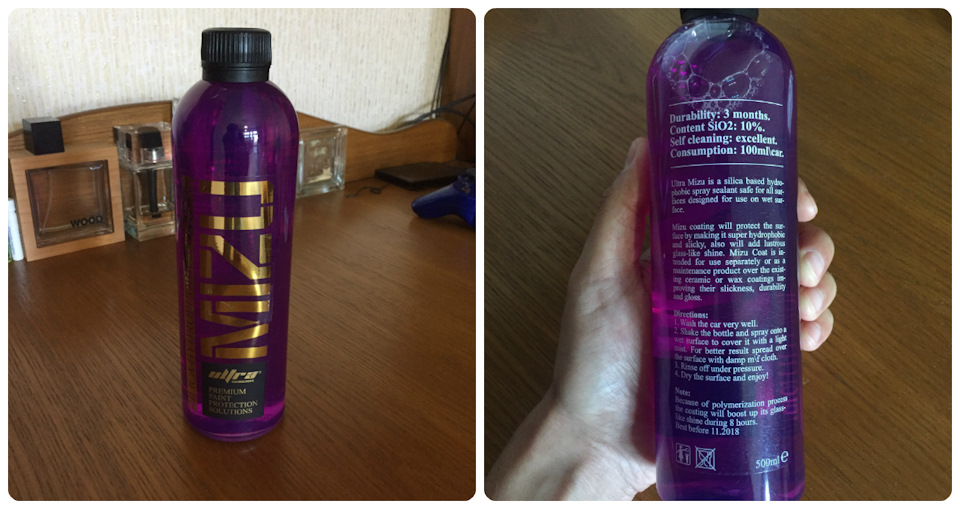 WOOD
MIZU
ultra
PREMIUM
PAINT
PROTECTION
SOLUTIONS
Durability: 3 months.
Content SiO2: 10%.
Self cleaning: excellent.
Consumption: 100ml\car.
Ultra Mizu is a silica based hydro-
phobic spray sealant safe for all sur-
faces designed for use on wet sur-
face.
Mizu coating will protect the sur-
face by making it super hydrophobic
and slicky, also will add lustrous
glass-like shine. Mizu Coat is in-
tended for use separately or as a
maintenance product over the exist-
ing ceramic or wax coatings im-
proving their slickness, durability
and gloss.
Directions:
1. Wash the car very well.
2. Shake the bottle and spray onto a
wet surface to cover it with a light
mist. For better result spread over
the surface with damp m\f cloth.
3. Rinse off under pressure.
4. Dry the surface and enjoy!
Note:
Because of polymerization process
the coating will boost up its glass-
like shine during 8 hours.
Best before 11.2018
500ml e